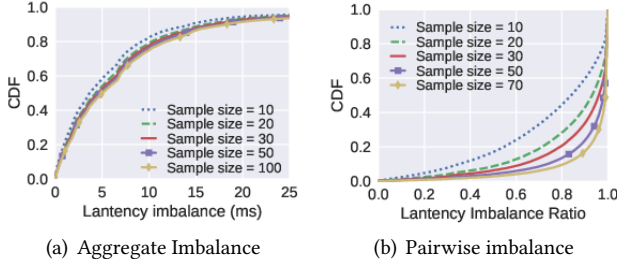 1.0
0.8
0.6
0.4
0.2
0.0
CDF
Sample size = 10
Sample size = 20
Sample size = 30
Sample size = 50
Sample size = 100
0 5 10 15 20 25
Lantency imbalance (ms)
(a) Aggregate Imbalance
1.0
0.8
0.6
0.4
0.2
0.0
CDF
Sample size = 10
Sample size = 20
Sample size = 30
Sample size = 50
Sample size = 70
0.0 0.2 0.4 0.6 0.8 1.0
Lantency Imbalance Ratio
(b) Pairwise imbalance